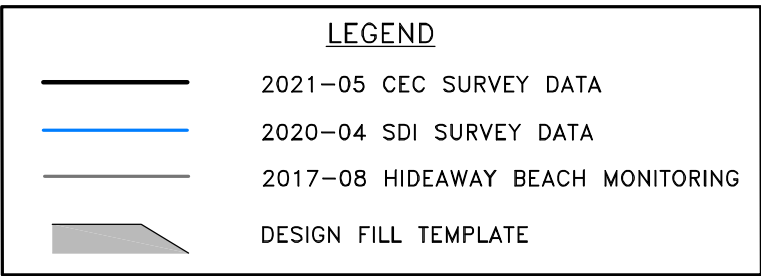 LEGEND
2021-05 CEC SURVEY DATA
2020-04 SDI SURVEY DATA
2017-08 HIDEAWAY BEACH MONITORING
DESIGN FILL TEMPLATE